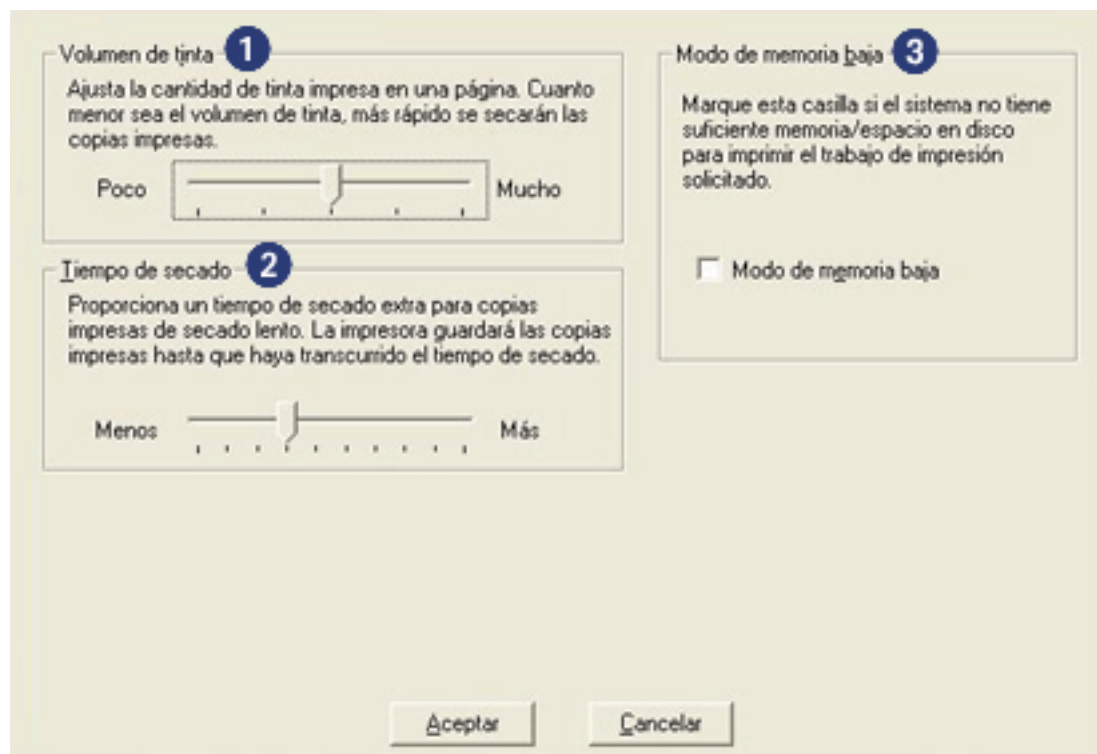 Volumen de tinta 1
Ajusta la cantidad de tinta impresa en una página. Cuanto
menor sea el volumen de tinta, más rápido se secarán las
copias impresas.
Poco Mucho
Tiempo de secado 2
Proporciona un tiempo de secado extra para copias
impresas de secado lento. La impresora guardará las copias
impresas hasta que haya transcurrido el tiempo de secado.
Menos Más
Modo de memoria baja 3
Marque esta casilla si el sistema no tiene
suficiente memoria/espacio en disco
para imprimir el trabajo de impresión
solicitado.
Modo de memoria baja
Aceptar Cancelar